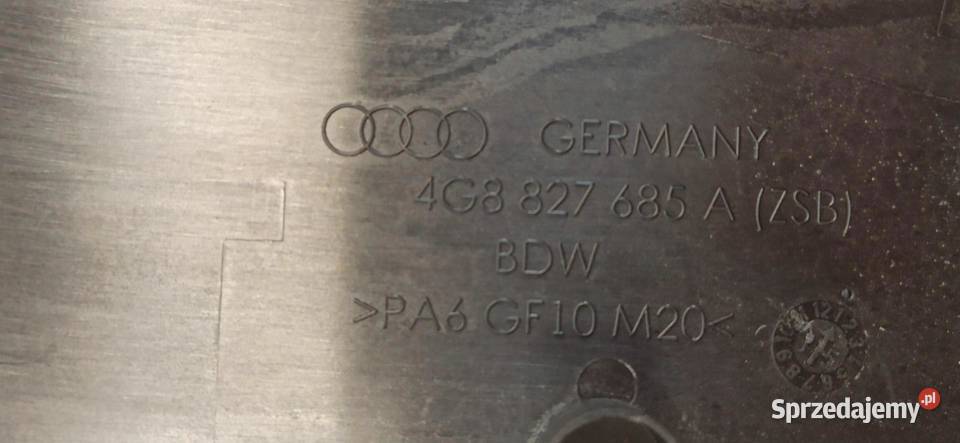 GERMANY
4G8 827 685 A (ZSB)
BDW
>PA6 GF10 M20<
Sprzedajemy.pl